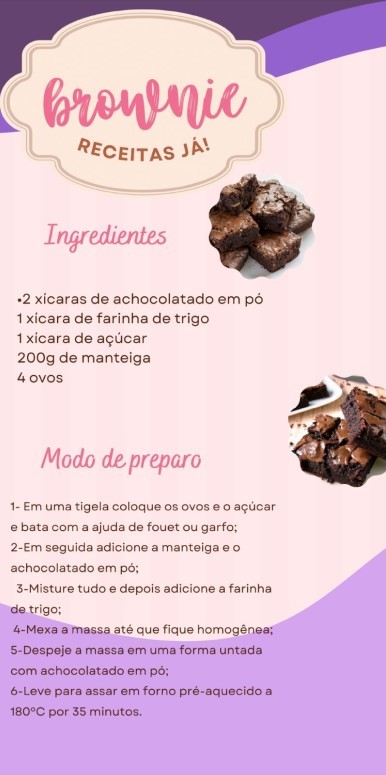 brownie
RECEITAS JÁ!
Ingredientes
•2 xícaras de achocolatado em pó
1 xícara de farinha de trigo
1 xícara de açúcar
200g de manteiga
4 ovos
Modo de preparo
1- Em uma tigela coloque os ovos e o açúcar
e bata com a ajuda de fouet ou garfo;
2-Em seguida adicione a manteiga e o
achocolatado em pó;
3-Misture tudo e depois adicione a farinha
de trigo;
4-Mexa a massa até que fique homogênea;
5-Despeje a massa em uma forma untada
com achocolatado em pó;
6-Leve para assar em forno pré-aquecido a
180ºC por 35 minutos.